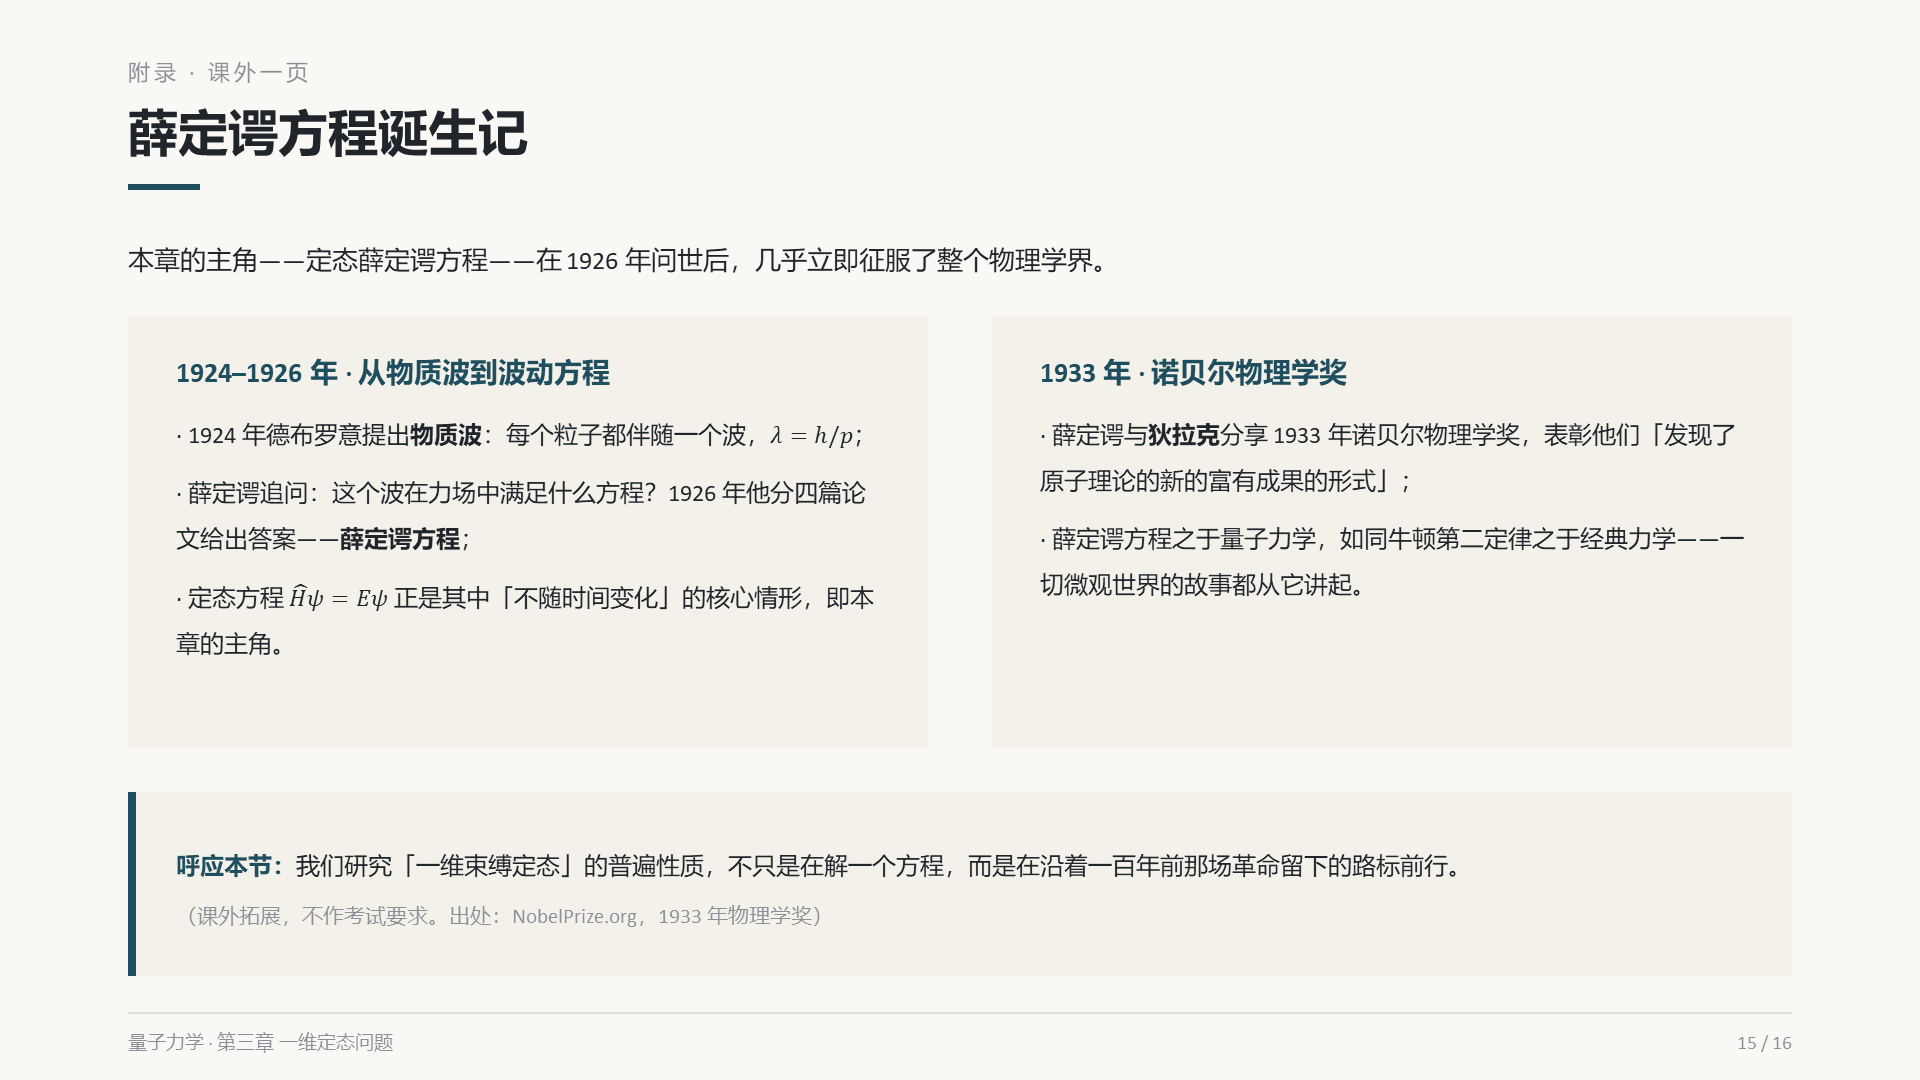 附录 · 课外一页
薛定谔方程诞生记
本章的主角——定态薛定谔方程——在 1926 年问世后，几乎立即征服了整个物理学界。
1924–1926 年 · 从物质波到波动方程
· 1924 年德布罗意提出物质波：每个粒子都伴随一个波，λ = h/p；
· 薛定谔追问：这个波在力场中满足什么方程？1926 年他分四篇论
文给出答案——薛定谔方程；
· 定态方程 Ĥψ = Eψ 正是其中「不随时间变化」的核心情形，即本
章的主角。
1933 年 · 诺贝尔物理学奖
· 薛定谔与狄拉克分享 1933 年诺贝尔物理学奖，表彰他们「发现了
原子理论的新的富有成果的形式」；
· 薛定谔方程之于量子力学，如同牛顿第二定律之于经典力学——一
切微观世界的故事都从它讲起。
呼应本节：我们研究「一维束缚定态」的普遍性质，不只是在解一个方程，而是在沿着一百年前那场革命留下的路标前行。
（课外拓展，不作考试要求。出处：NobelPrize.org，1933 年物理学奖）
量子力学 · 第三章 一维定态问题
15 / 16